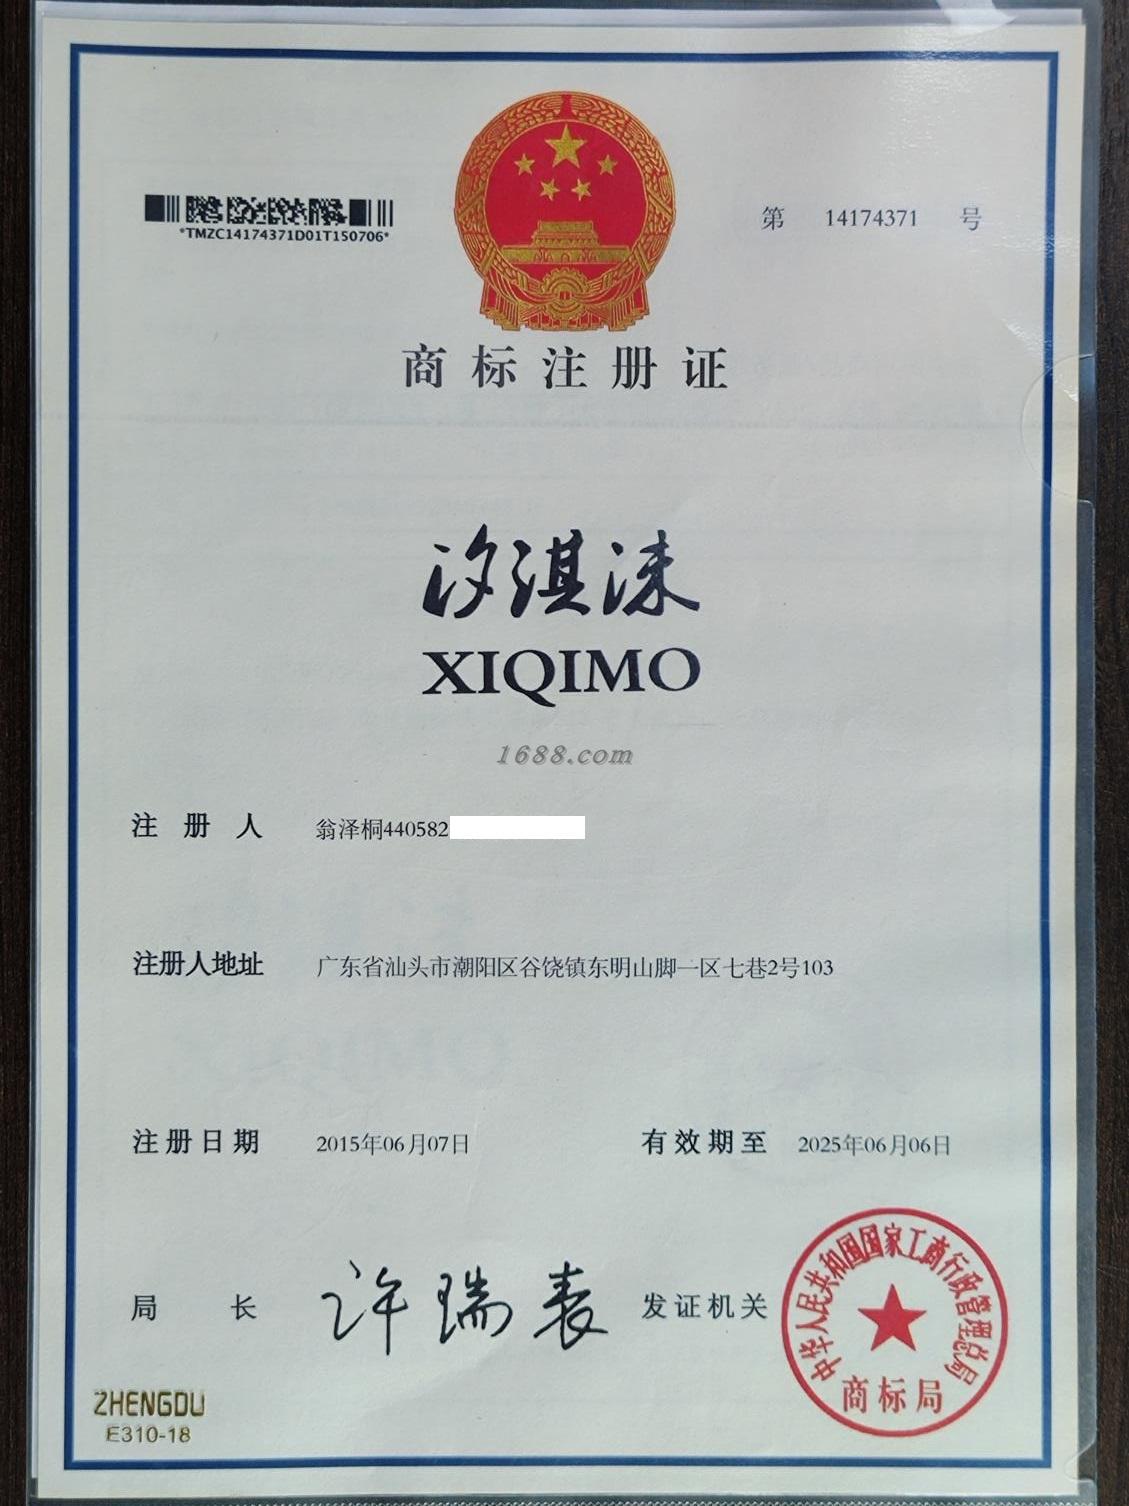 *TMZC14174371D01T150706*
第 14174371 号
商标注册证
汐淇沫
XIQIMO
1688.com
注册人 翁泽桐440582
注册人地址 广东省汕头市潮阳区谷饶镇东明山脚一区七巷2号103
注册日期 2015年06月07日 有效期至 2025年06月06日
局长 许瑞表 发证机关
中华人民共和国国家工商行政管理总局
商标局
ZHENGDU
E310-18